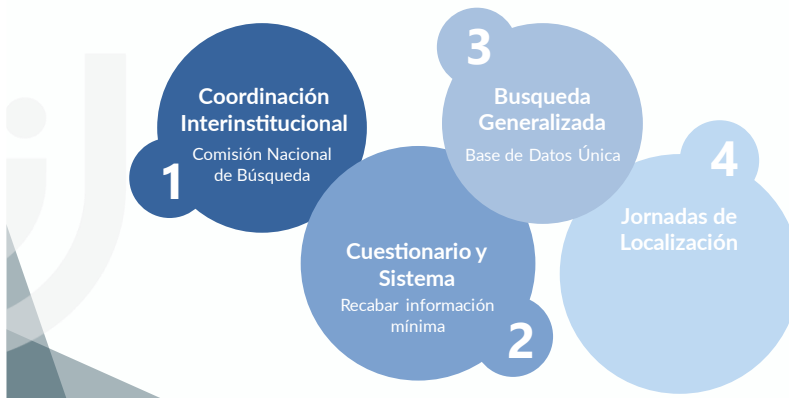 1
Coordinación
Interinstitucional
Comisión Nacional
de Búsqueda
2
Cuestionario y
Sistema
Recabar información
mínima
3
Busqueda
Generalizada
Base de Datos Única
4
Jornadas de
Localización